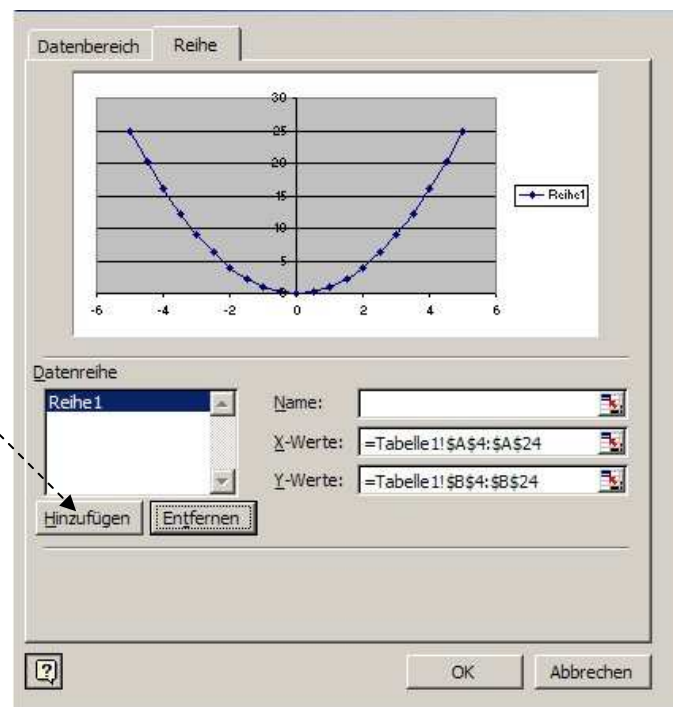 Datenbereich Reihe
30
25
20
15
10
5
0
-6 -4 -2 0 2 4 6
Reihe1
Datenreihe
Reihe1
Name:
X-Werte: =Tabelle1!$A$4:$A$24
Y-Werte: =Tabelle1!$B$4:$B$24
Hinzufügen Entfernen
?
OK Abbrechen